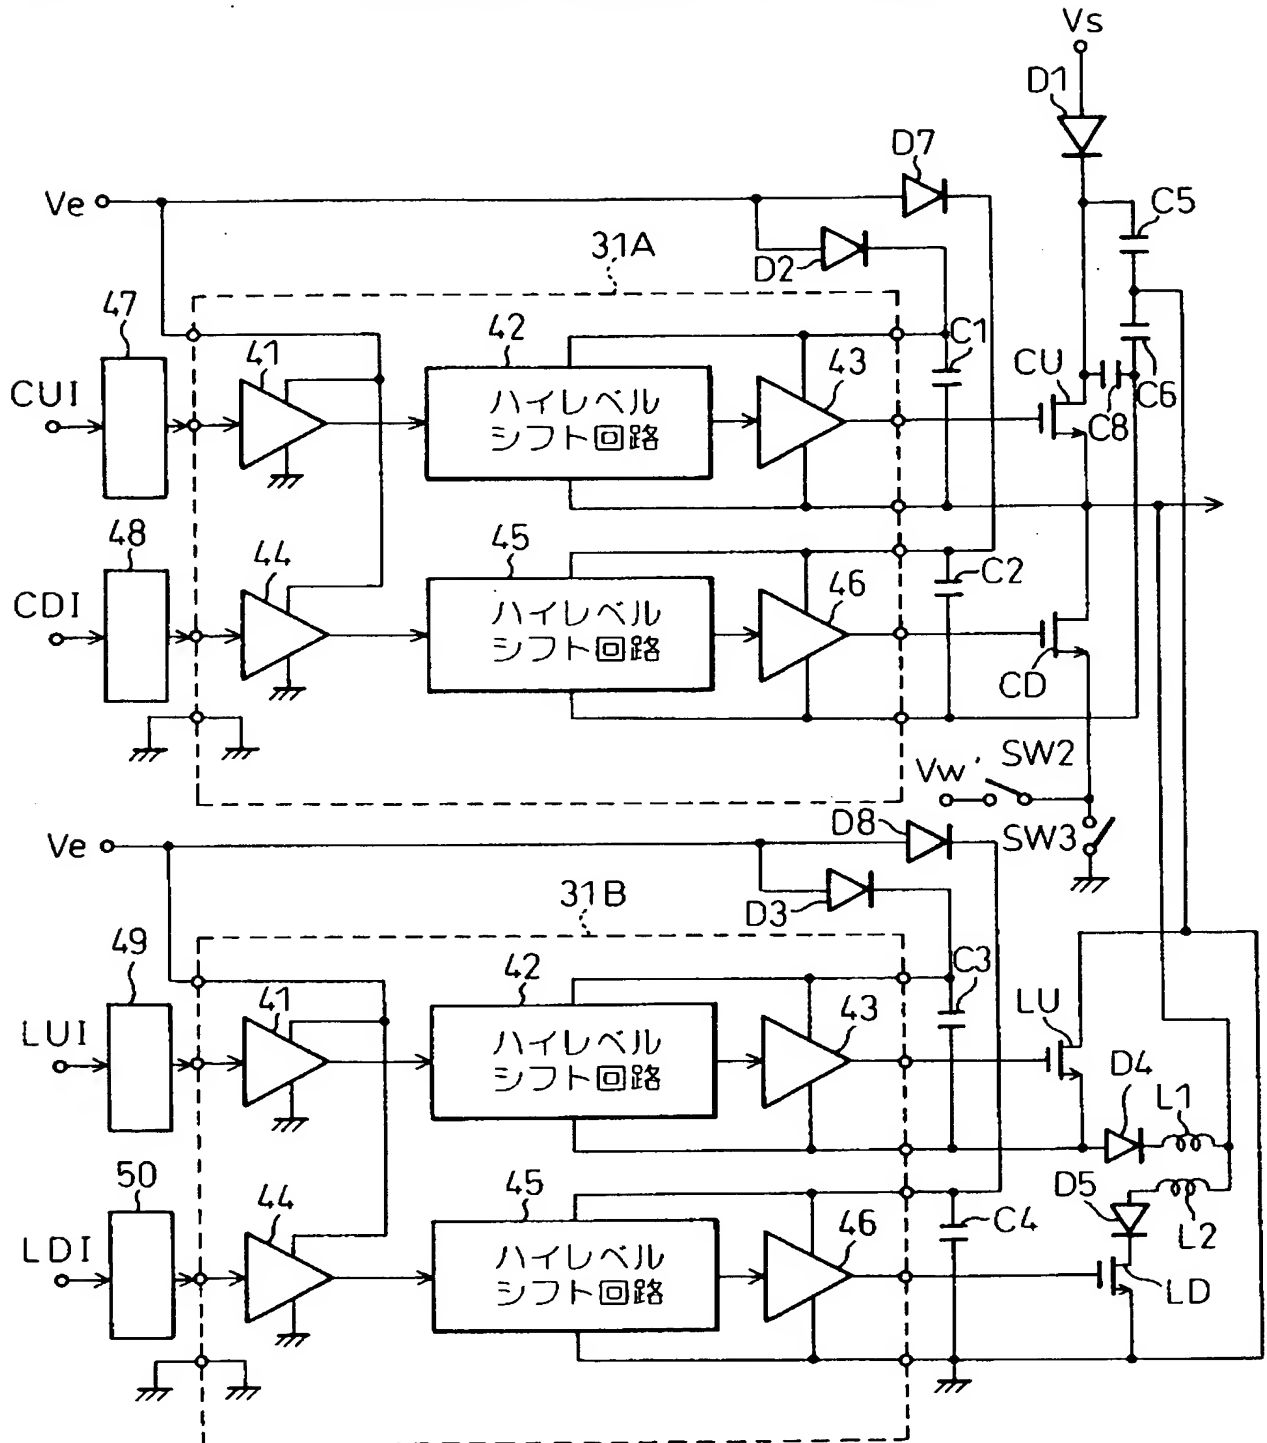 Vs
D1
D7
Ve
C5
31A
D2
47
42
C1
41
43
CU
CUI
ハイレベル
シフト回路
C8
C6
48
45
44
C2
46
CDI
ハイレベル
シフト回路
CD
Vw'
SW2
D8
SW3
Ve
31B
D3
49
42
C3
41
43
LU
LUI
ハイレベル
シフト回路
D4
L1
50
45
D5
44
46
C4
L2
LDI
ハイレベル
シフト回路
LD